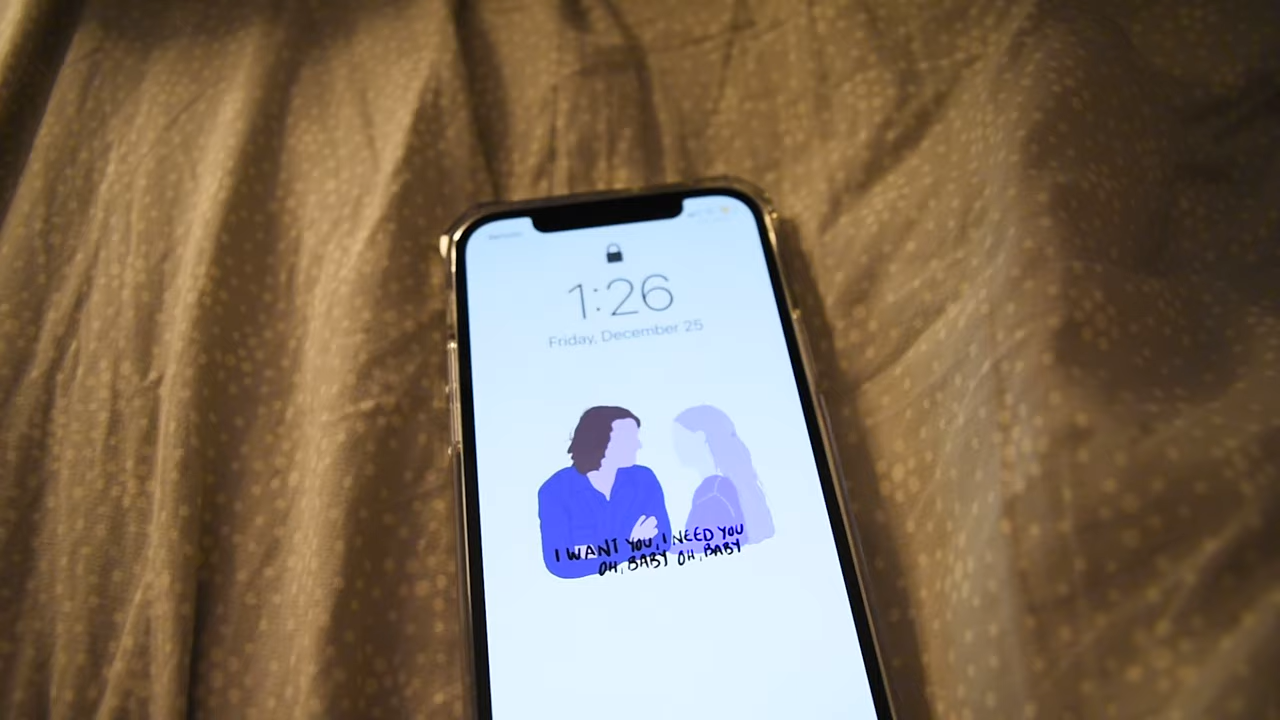 1:26
Friday, December 25
I WANT YOU, I NEED YOU
OH, BABY OH, BABY